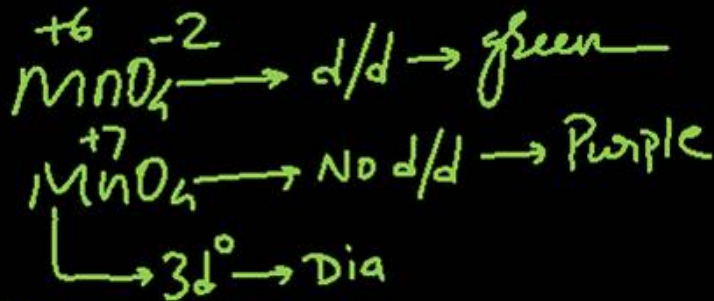 +6 -2
MnO4 → d/d → green
+7
MnO4 → No d/d → Purple
→ 3d° → Dia